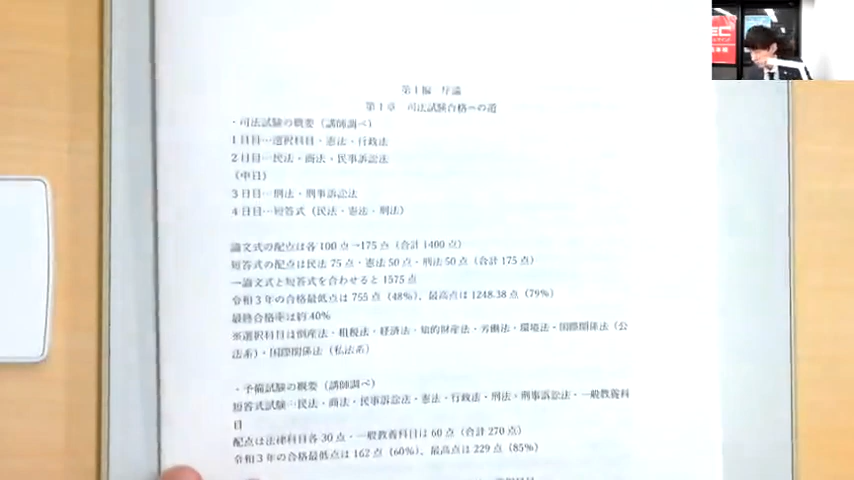 第1編 序論
第1章 司法試験合格への道
・司法試験の概要（講師調べ）
1日目…選択科目・憲法・行政法
2日目…民法・商法・民事訴訟法
（中日）
3日目…刑法・刑事訴訟法
4日目…短答式（民法・憲法・刑法）
論文式の配点は各100点→175点（合計1400点）
短答式の配点は民法75点・憲法50点・刑法50点（合計175点）
→論文式と短答式を合わせると1575点
令和3年の合格最低点は755点（48%）、最高点は1248.38点（79%）
最終合格率は約40%
※選択科目は倒産法・租税法・経済法・知的財産法・労働法・環境法・国際関係法（公
法系）・国際関係法（私法系）
・予備試験の概要（講師調べ）
短答式試験…民法・商法・民事訴訟法・憲法・行政法・刑法・刑事訴訟法・一般教養科
目
配点は法律科目各30点・一般教養科目は60点（合計270点）
令和3年の合格最低点は162点（60%）、最高点は229点（85%）